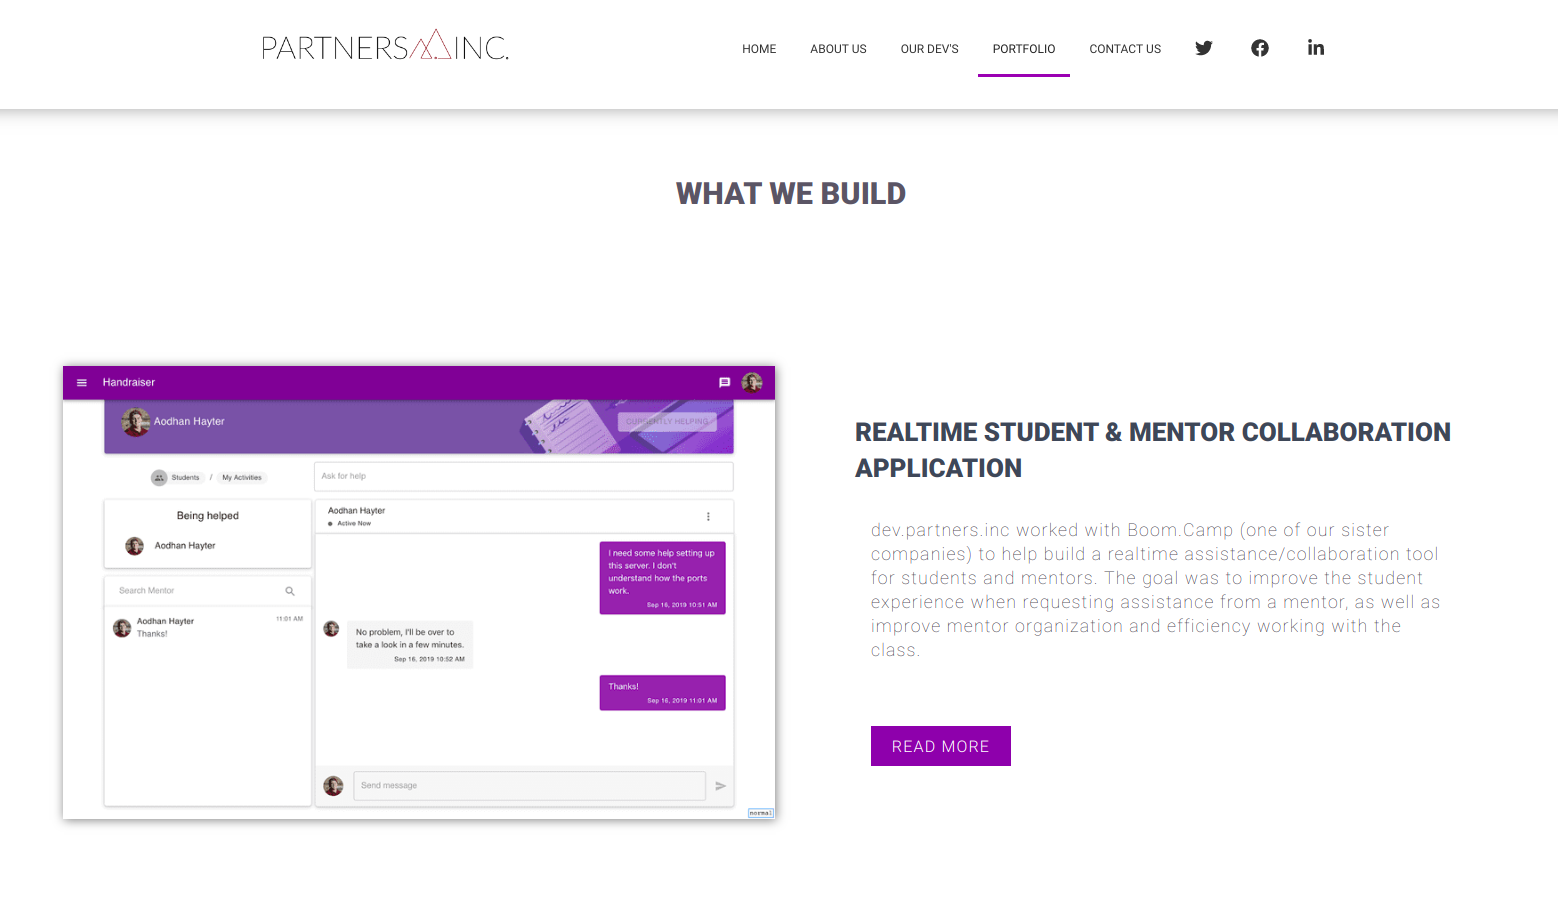 PARTNERS INC.
HOME ABOUT US OUR DEV'S PORTFOLIO CONTACT US
WHAT WE BUILD
Handraiser
Aodhan Hayter
CURRENTLY HELPING
Students / My Activities
Ask for help
Being helped
Aodhan Hayter
Search Mentor
Aodhan Hayter 11:01 AM
Thanks!
Aodhan Hayter
Active Now
I need some help setting up
this server. I don't
understand how the ports
work.
Sep 16, 2019 10:51 AM
No problem, I'll be over to
take a look in a few minutes.
Sep 16, 2019 10:52 AM
Thanks!
Sep 16, 2019 11:01 AM
Send message
normal
REALTIME STUDENT & MENTOR COLLABORATION
APPLICATION
dev.partners.inc worked with Boom.Camp (one of our sister
companies) to help build a realtime assistance/collaboration tool
for students and mentors. The goal was to improve the student
experience when requesting assistance from a mentor, as well as
improve mentor organization and efficiency working with the
class.
READ MORE